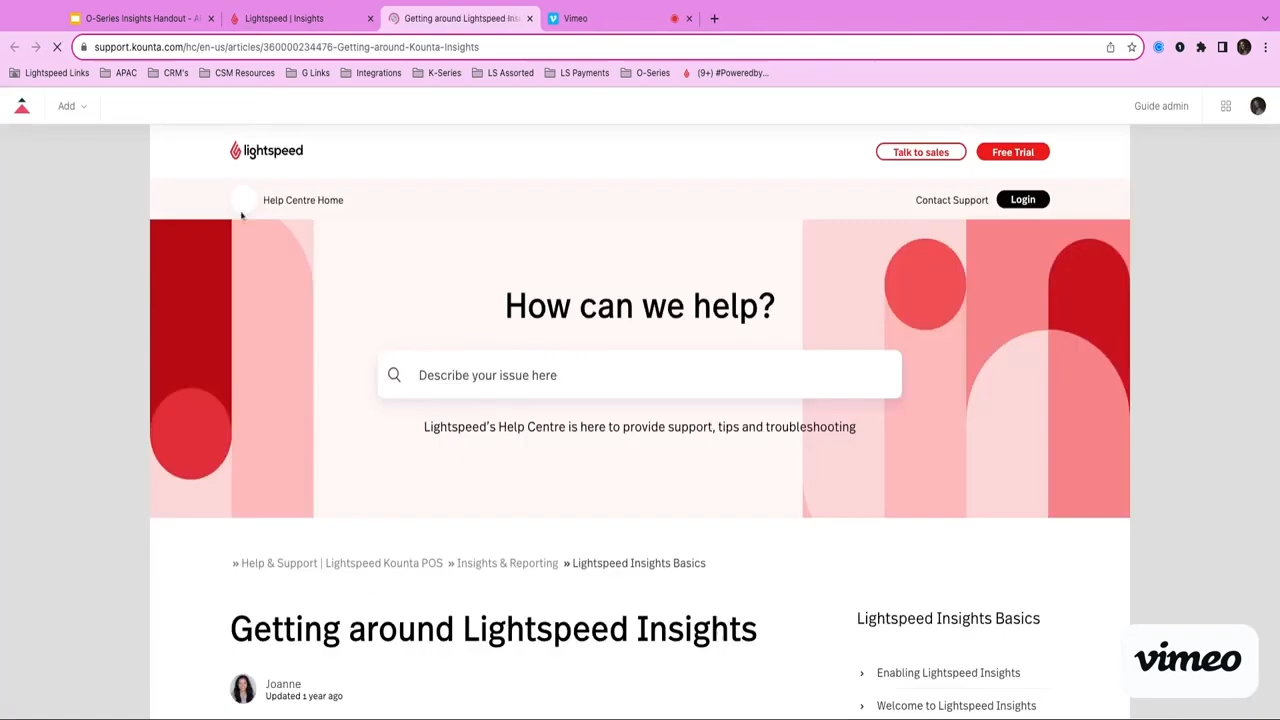 O-Series Insights Handout - A
Lightspeed | Insights
Getting around Lightspeed Ins
Vimeo
support.kounta.com/hc/en-us/articles/360000234476-Getting-around-Kounta-Insights
Lightspeed Links
APAC
CRM's
CSM Resources
G Links
Integrations
K-Series
LS Assorted
LS Payments
O-Series
(9+) #Poweredby...
Add
Guide admin
lightspeed
Talk to sales
Free Trial
Help Centre Home
Contact Support
Login
How can we help?
Describe your issue here
Lightspeed's Help Centre is here to provide support, tips and troubleshooting
» Help & Support | Lightspeed Kounta POS » Insights & Reporting » Lightspeed Insights Basics
Getting around Lightspeed Insights
Joanne
Updated 1 year ago
Lightspeed Insights Basics
› Enabling Lightspeed Insights
› Welcome to Lightspeed Insights
vimeo